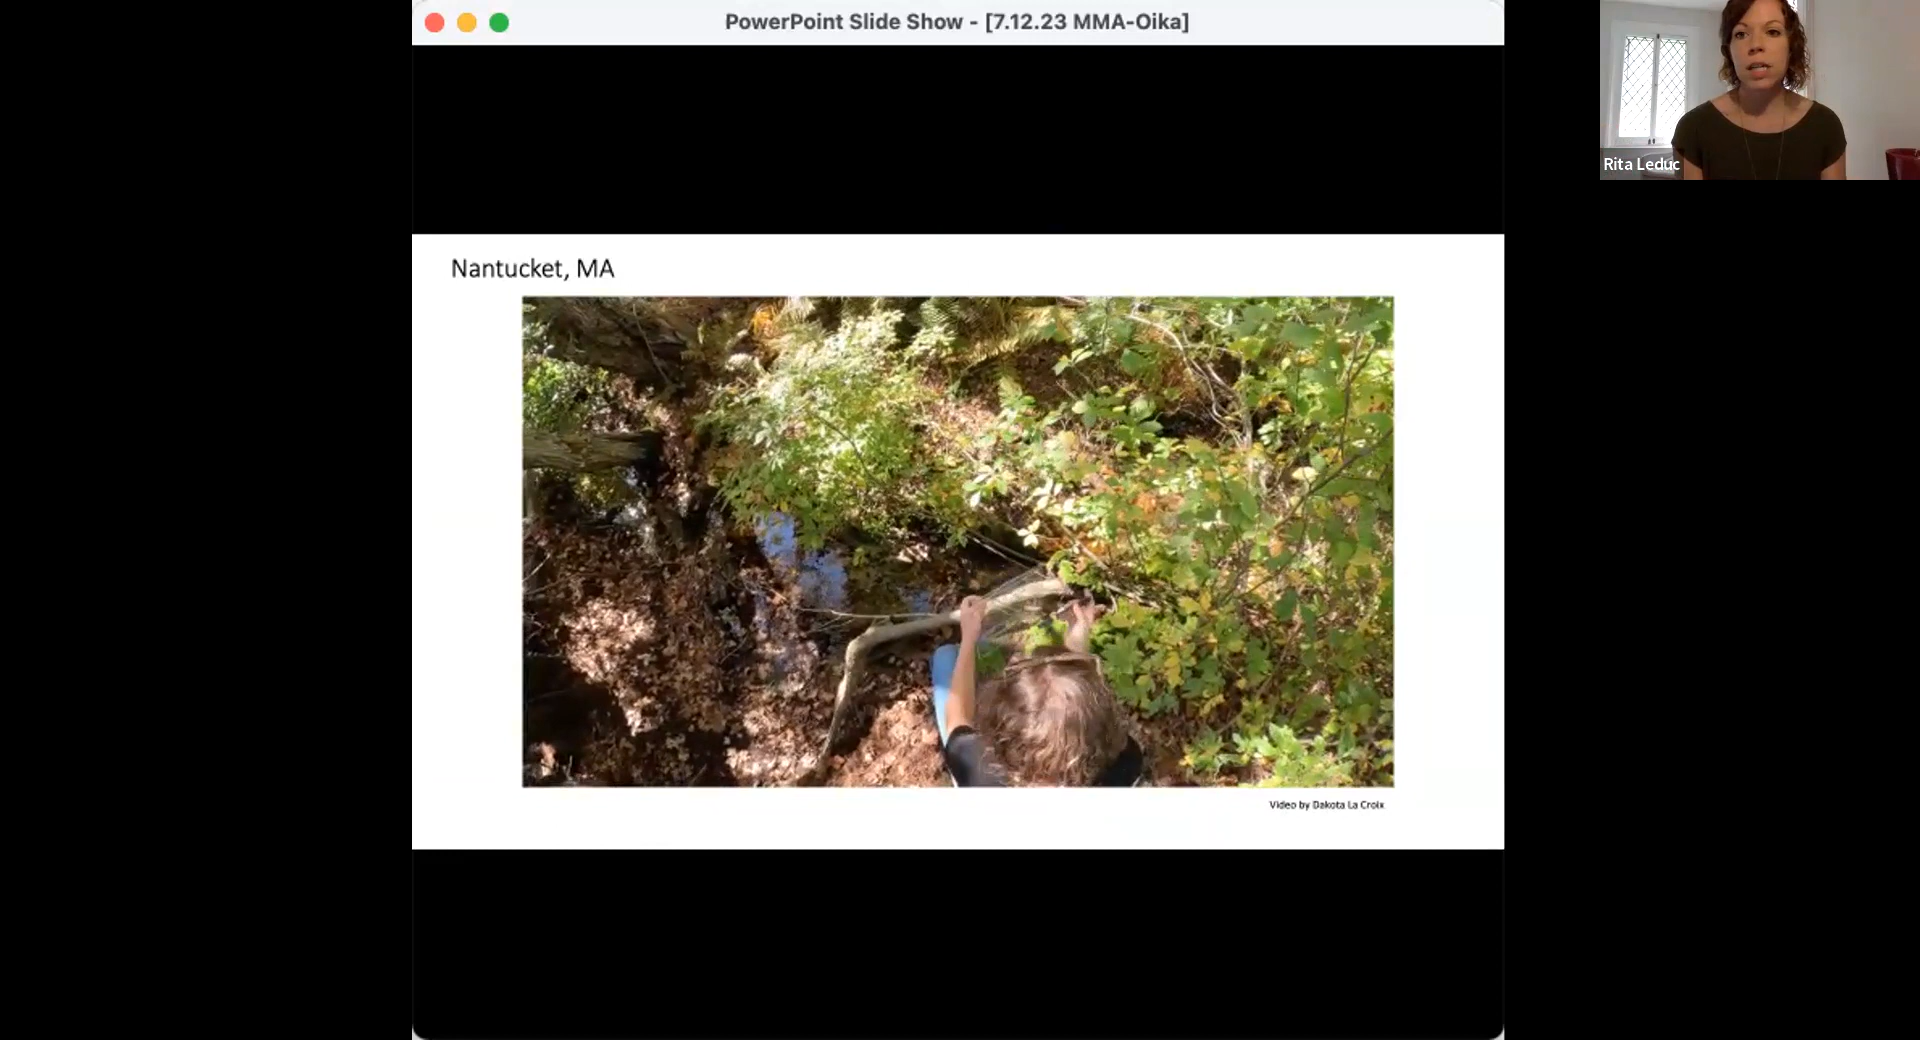 PowerPoint Slide Show - [7.12.23 MMA-Oika]
Rita Leduc
Nantucket, MA
Video by Dakota La Croix